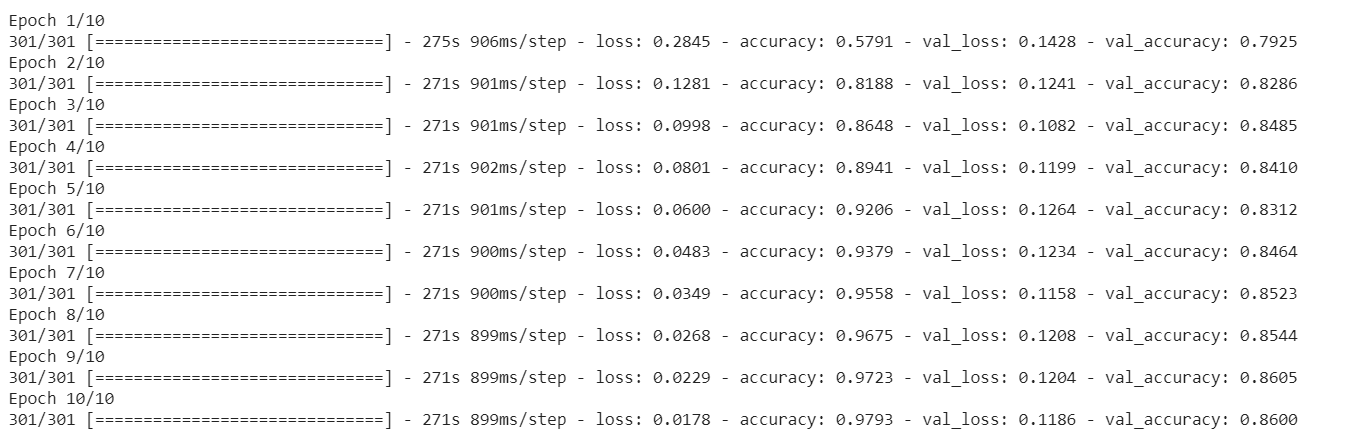 Epoch 1/10
301/301 [==============================] - 275s 906ms/step - loss: 0.2845 - accuracy: 0.5791 - val_loss: 0.1428 - val_accuracy: 0.7925
Epoch 2/10
301/301 [==============================] - 271s 901ms/step - loss: 0.1281 - accuracy: 0.8188 - val_loss: 0.1241 - val_accuracy: 0.8286
Epoch 3/10
301/301 [==============================] - 271s 901ms/step - loss: 0.0998 - accuracy: 0.8648 - val_loss: 0.1082 - val_accuracy: 0.8485
Epoch 4/10
301/301 [==============================] - 271s 902ms/step - loss: 0.0801 - accuracy: 0.8941 - val_loss: 0.1199 - val_accuracy: 0.8410
Epoch 5/10
301/301 [==============================] - 271s 901ms/step - loss: 0.0600 - accuracy: 0.9206 - val_loss: 0.1264 - val_accuracy: 0.8312
Epoch 6/10
301/301 [==============================] - 271s 900ms/step - loss: 0.0483 - accuracy: 0.9379 - val_loss: 0.1234 - val_accuracy: 0.8464
Epoch 7/10
301/301 [==============================] - 271s 900ms/step - loss: 0.0349 - accuracy: 0.9558 - val_loss: 0.1158 - val_accuracy: 0.8523
Epoch 8/10
301/301 [==============================] - 271s 899ms/step - loss: 0.0268 - accuracy: 0.9675 - val_loss: 0.1208 - val_accuracy: 0.8544
Epoch 9/10
301/301 [==============================] - 271s 899ms/step - loss: 0.0229 - accuracy: 0.9723 - val_loss: 0.1204 - val_accuracy: 0.8605
Epoch 10/10
301/301 [==============================] - 271s 899ms/step - loss: 0.0178 - accuracy: 0.9793 - val_loss: 0.1186 - val_accuracy: 0.8600